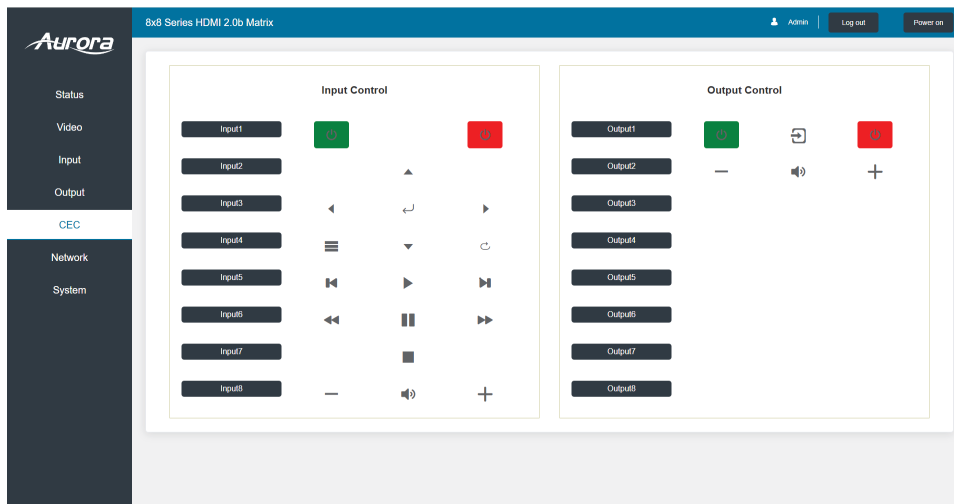 Aurora
8x8 Series HDMI 2.0b Matrix
Admin
Log out
Power on
Status
Video
Input
Output
CEC
Network
System
Input Control
Input1
Input2
Input3
Input4
Input5
Input6
Input7
Input8
Output Control
Output1
Output2
Output3
Output4
Output5
Output6
Output7
Output8